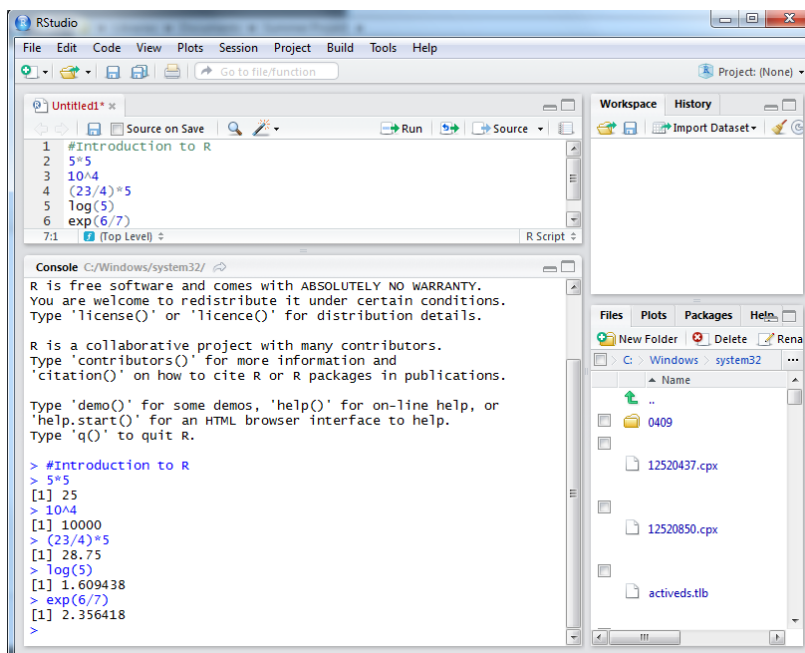 RStudio
File Edit Code View Plots Session Project Build Tools Help
Go to file/function
Project: (None)
Untitled1*
Source on Save
Run
Source
1 #Introduction to R
2 5*5
3 10^4
4 (23/4)*5
5 log(5)
6 exp(6/7)
7:1 (Top Level) R Script
Console C:/Windows/system32/
R is free software and comes with ABSOLUTELY NO WARRANTY.
You are welcome to redistribute it under certain conditions.
Type 'license()' or 'licence()' for distribution details.
R is a collaborative project with many contributors.
Type 'contributors()' for more information and
'citation()' on how to cite R or R packages in publications.
Type 'demo()' for some demos, 'help()' for on-line help, or
'help.start()' for an HTML browser interface to help.
Type 'q()' to quit R.
> #Introduction to R
> 5*5
[1] 25
> 10^4
[1] 10000
> (23/4)*5
[1] 28.75
> log(5)
[1] 1.609438
> exp(6/7)
[1] 2.356418
>
Workspace History
Import Dataset
Files Plots Packages Help
New Folder Delete Rena
C: Windows system32 ...
Name
..
0409
12520437.cpx
12520850.cpx
activeds.tlb